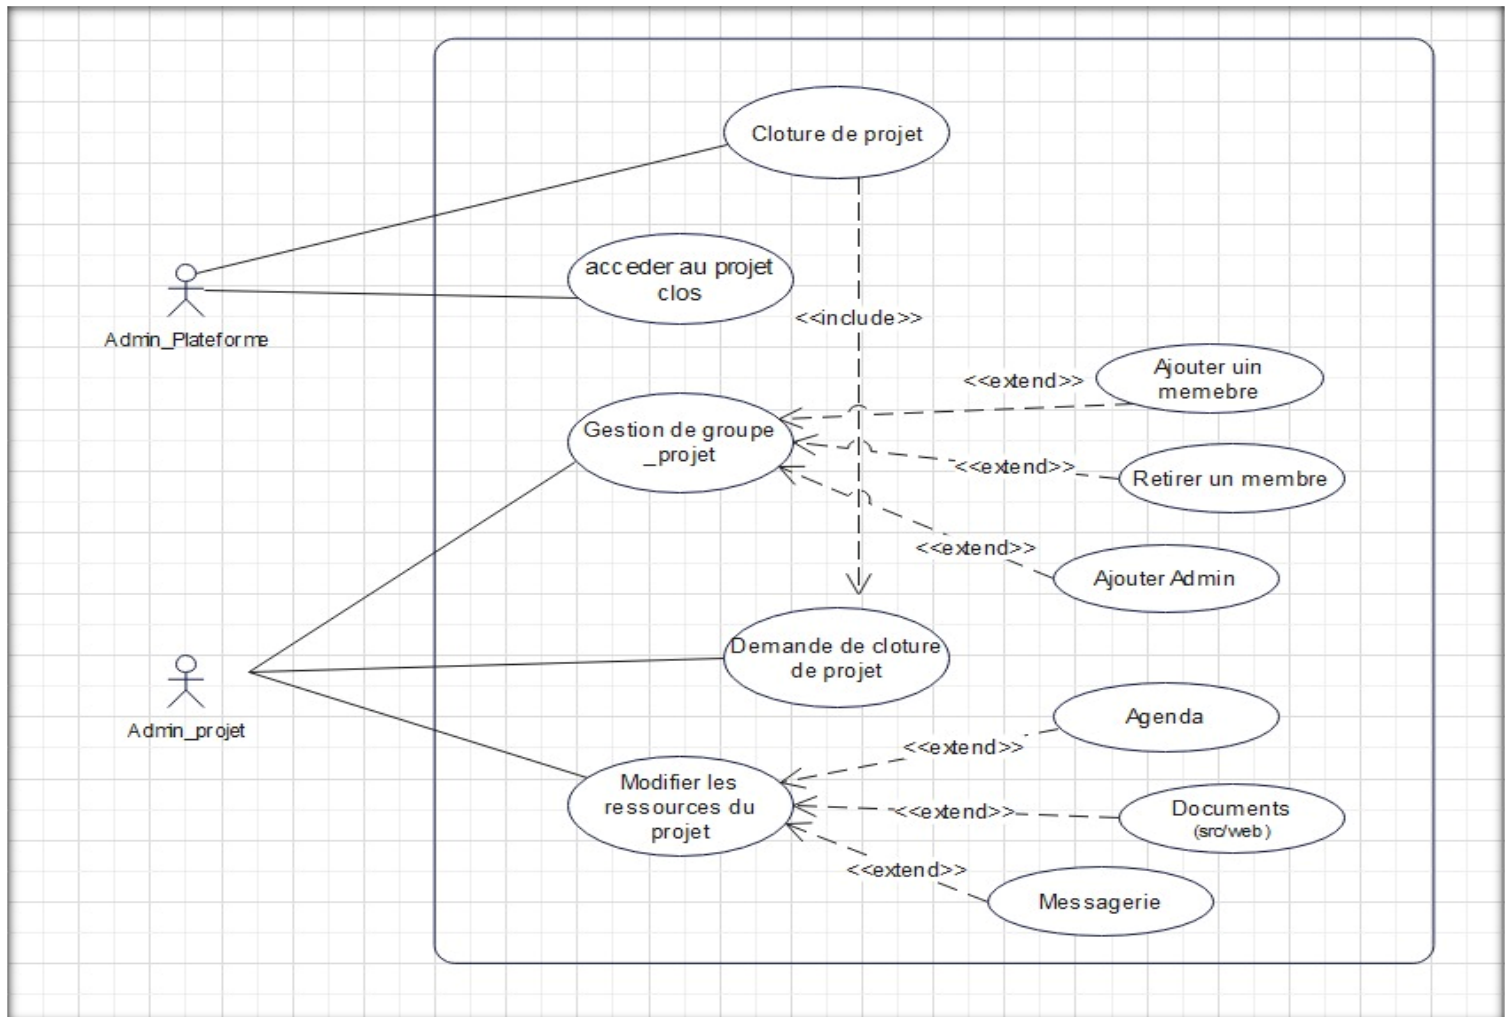 Cloture de projet
acceder au projet
clos
<<include>>
Admin_Plateforme
Ajouter uin
memebre
<<extend>>
Gestion de groupe
_projet
<<extend>>
Retirer un membre
<<extend>>
Ajouter Admin
Demande de cloture
de projet
Admin_projet
Agenda
<<extend>>
Modifier les
ressources du
projet
<<extend>>
Documents
(src/web)
<<extend>>
Messagerie